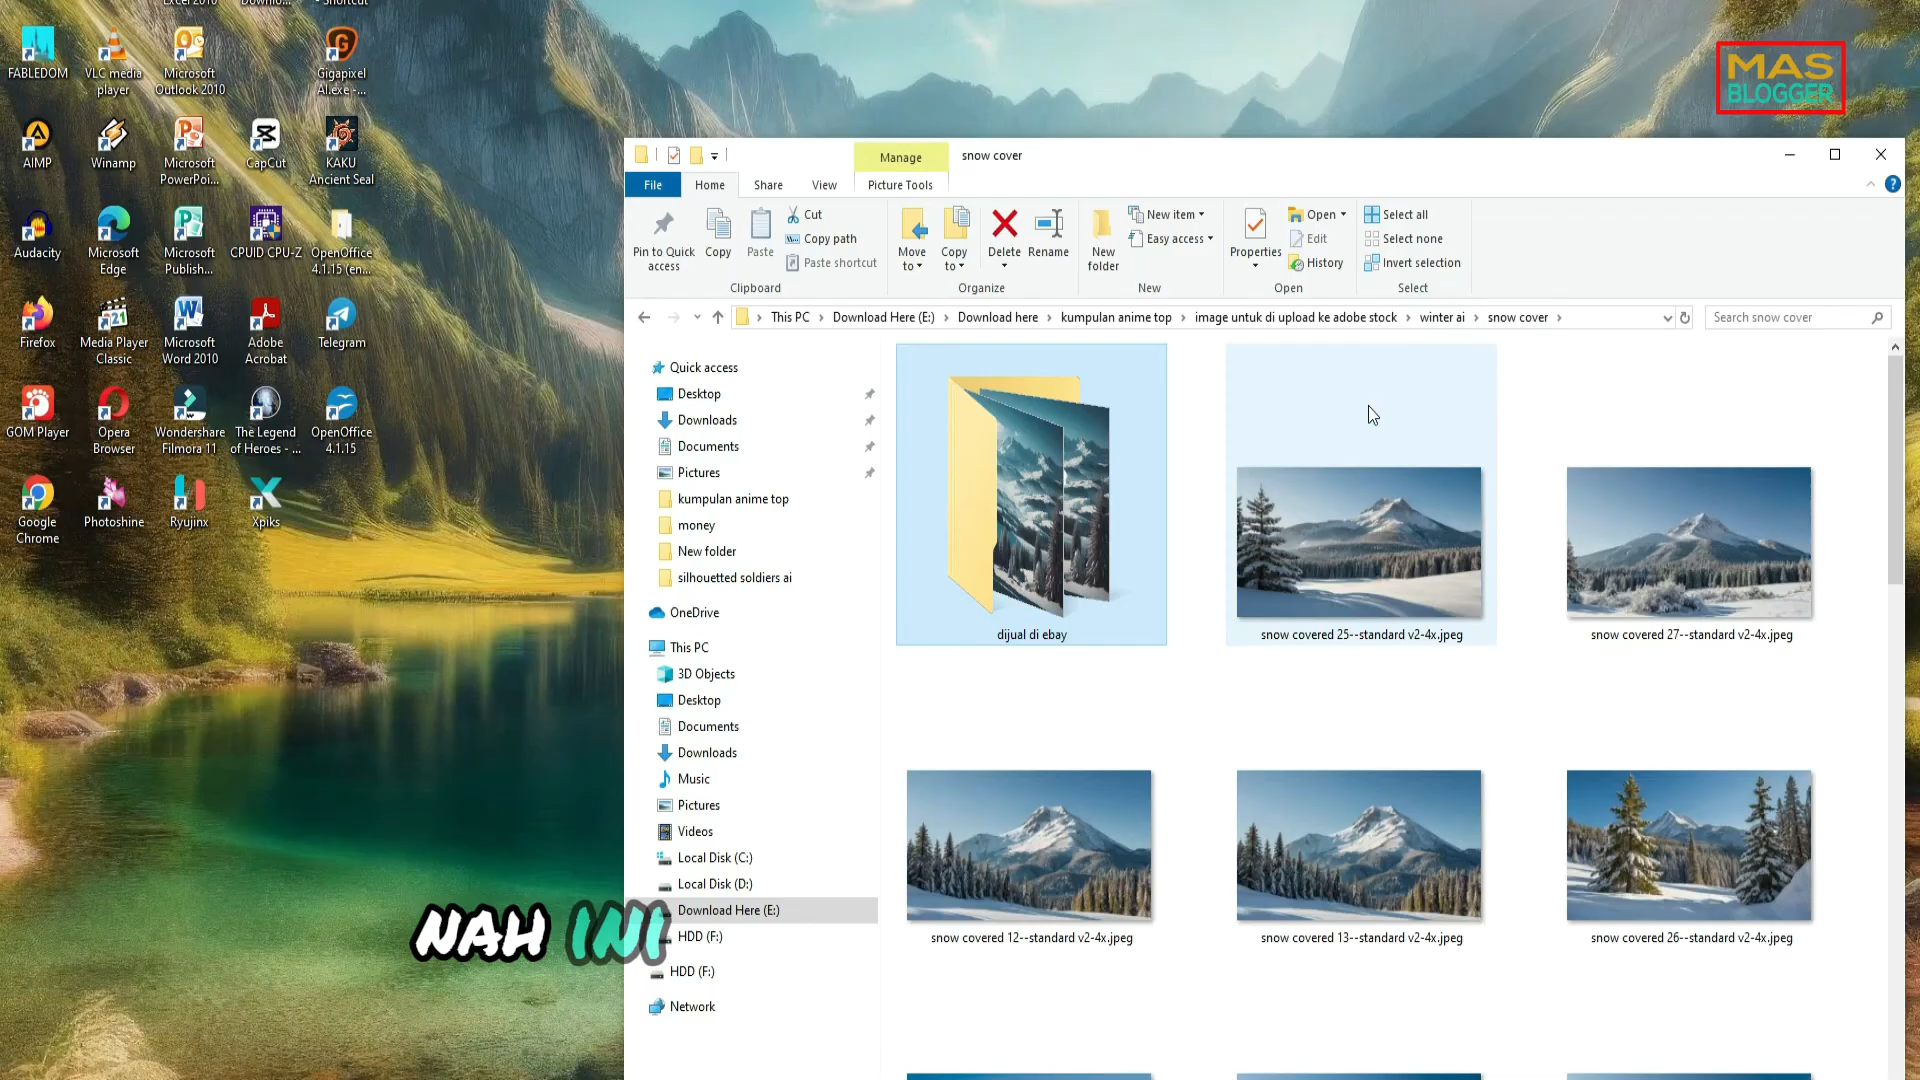 Excel 2010
Downlo...
- Shortcut
FABLEDOM
VLC media
player
Microsoft
Outlook 2010
Gigapixel
AI.exe -...
AIMP
Winamp
Microsoft
PowerPoi...
CapCut
KAKU
Ancient Seal
Audacity
Microsoft
Edge
Microsoft
Publish...
CPUID CPU-Z
OpenOffice
4.1.15 (en...
Firefox
Media Player
Classic
Microsoft
Word 2010
Adobe
Acrobat
Telegram
GOM Player
Opera
Browser
Wondershare
Filmora 11
The Legend
of Heroes - ...
OpenOffice
4.1.15
Google
Chrome
Photoshine
Ryujinx
Xpiks
MAS
BLOGGER
Manage
snow cover
File
Home
Share
View
Picture Tools
Pin to Quick
access
Copy
Paste
Cut
Copy path
Paste shortcut
Clipboard
Move
to
Copy
to
Delete
Rename
Organize
New
folder
New item
Easy access
New
Properties
Open
Edit
History
Open
Select all
Select none
Invert selection
Select
This PC > Download Here (E:) > Download here > kumpulan anime top > image untuk di upload ke adobe stock > winter ai > snow cover >
Search snow cover
Quick access
Desktop
Downloads
Documents
Pictures
kumpulan anime top
money
New folder
silhouetted soldiers ai
OneDrive
This PC
3D Objects
Desktop
Documents
Downloads
Music
Pictures
Videos
Local Disk (C:)
Local Disk (D:)
Download Here (E:)
HDD (F:)
HDD (F:)
Network
dijual di ebay
snow covered 25--standard v2-4x.jpeg
snow covered 27--standard v2-4x.jpeg
snow covered 12--standard v2-4x.jpeg
snow covered 13--standard v2-4x.jpeg
snow covered 26--standard v2-4x.jpeg
NAH INI